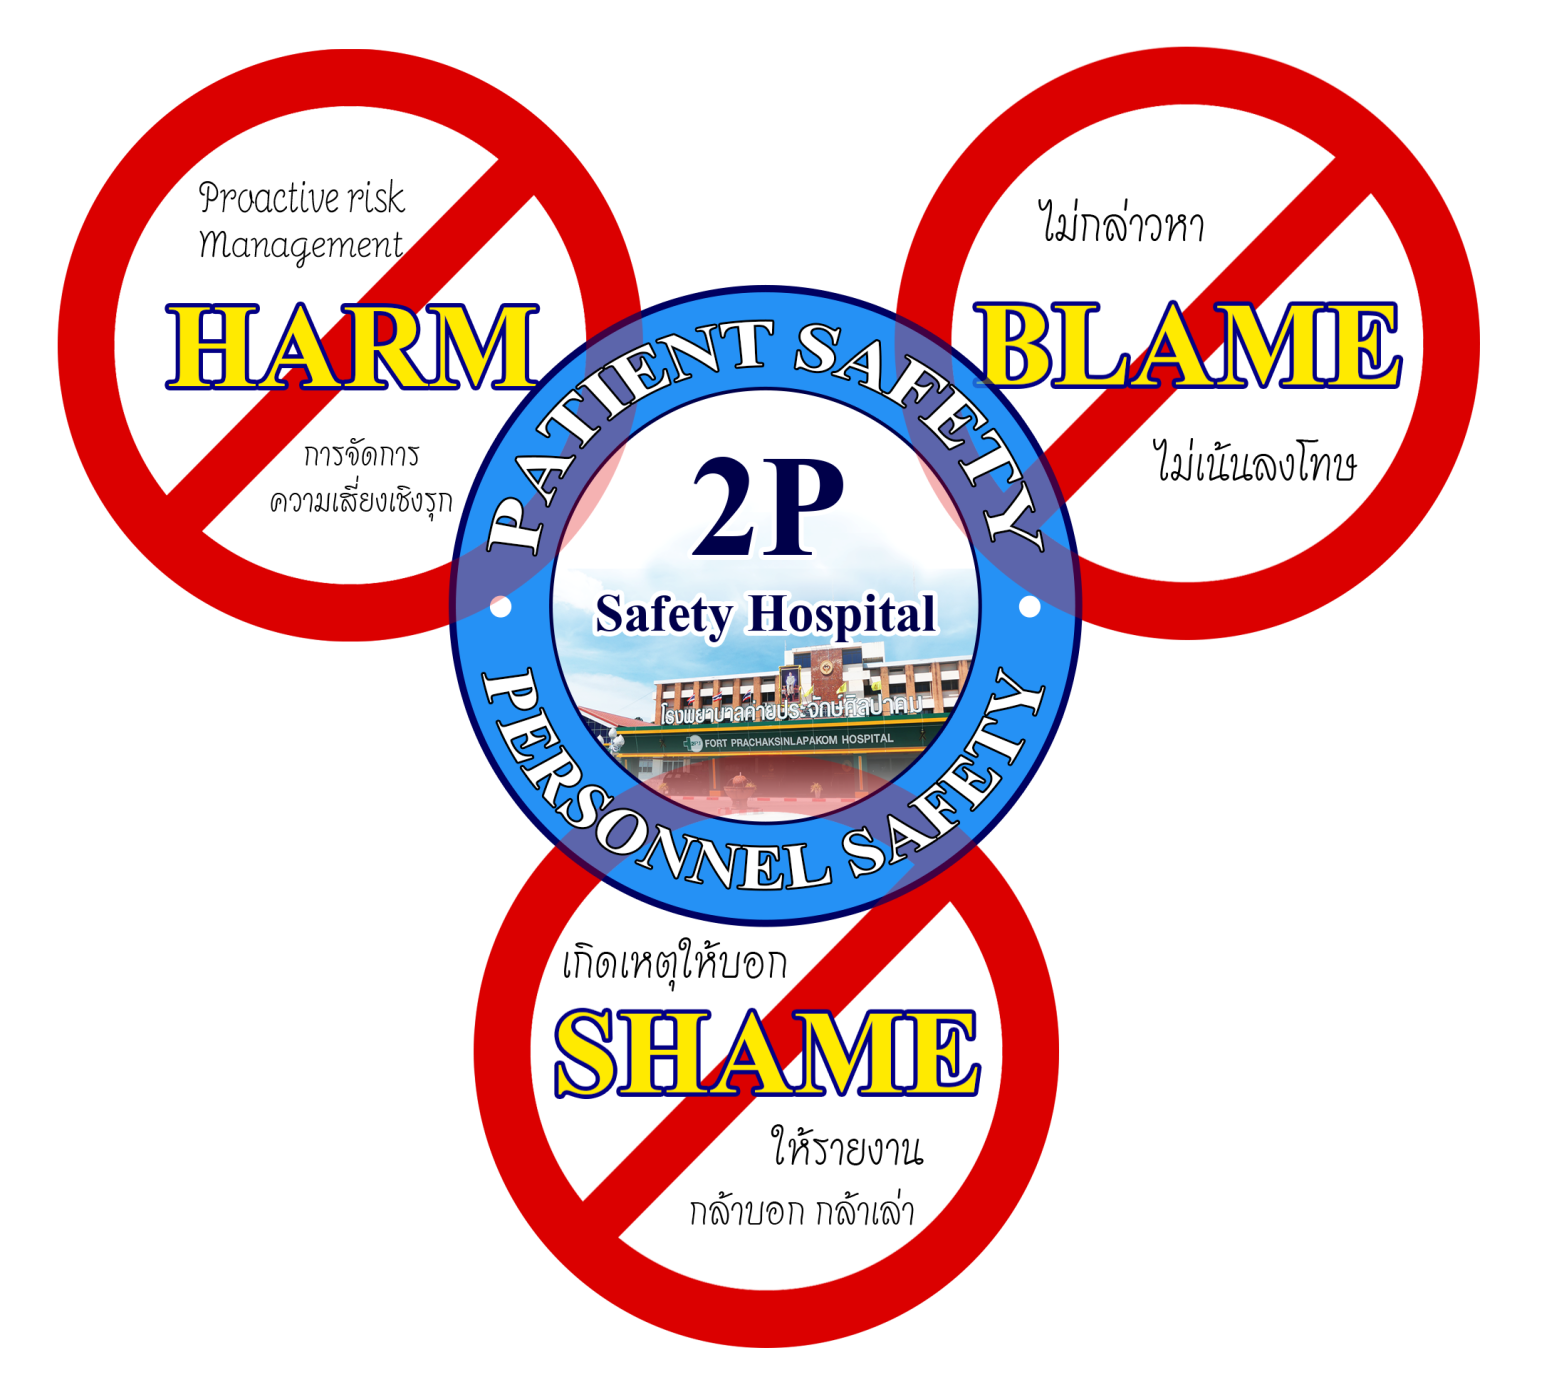 Proactive risk
Management
HARM
การจัดการ
ความเสี่ยงเชิงรุก
ไม่กล่าวหา
BLAME
ไม่เน้นลงโทษ
PATIENT SAFETY
2P
Safety Hospital
โรงพยาบาลค่ายประจักษ์ศิลปาคม
FORT PRACHAKSINLAPAKOM HOSPITAL
PERSONNEL SAFETY
เกิดเหตุให้บอก
SHAME
ให้รายงาน
กล้าบอก กล้าเล่า